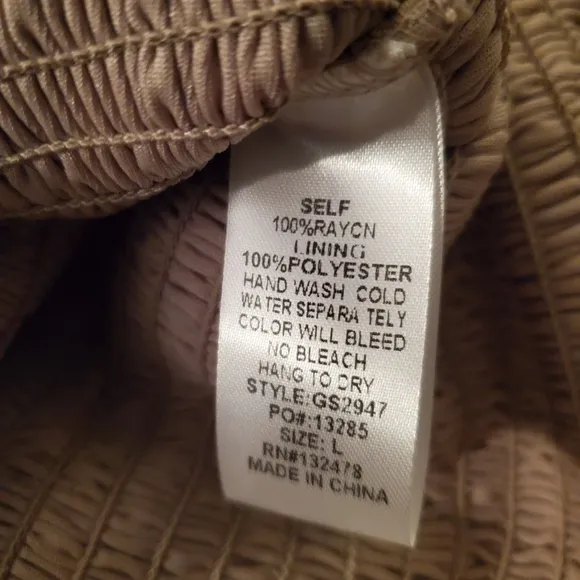 SELF
100%RAYCN
LINING
100%POLYESTER
HAND WASH COLD
WATER SEPARA TELY
COLOR WILL BLEED
NO BLEACH
HANG TO DRY
STYLE:GS2947
PO#:13285
SIZE: L
RN#132478
MADE IN CHINA